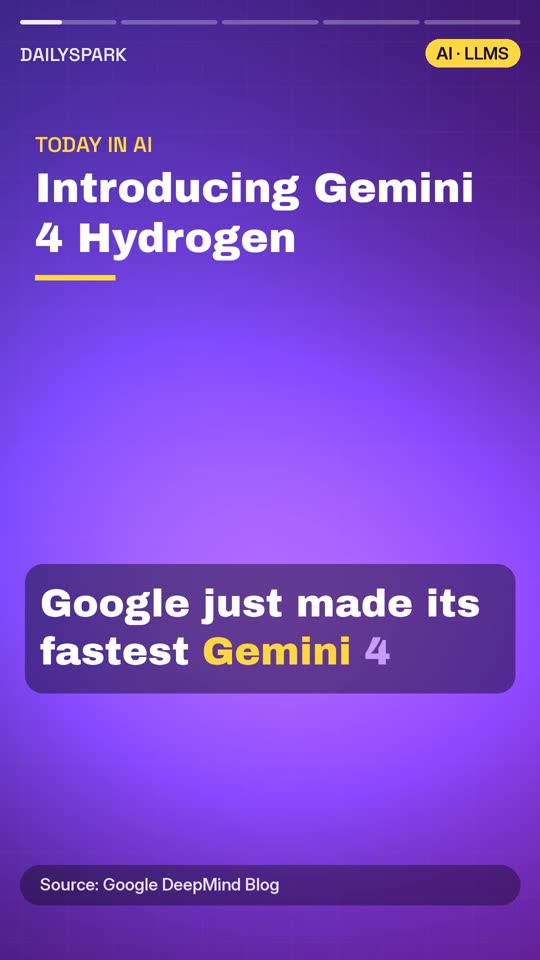 DAILYSPARK
AI · LLMS
TODAY IN AI
Introducing Gemini
4 Hydrogen
Google just made its
fastest Gemini 4
Source: Google DeepMind Blog